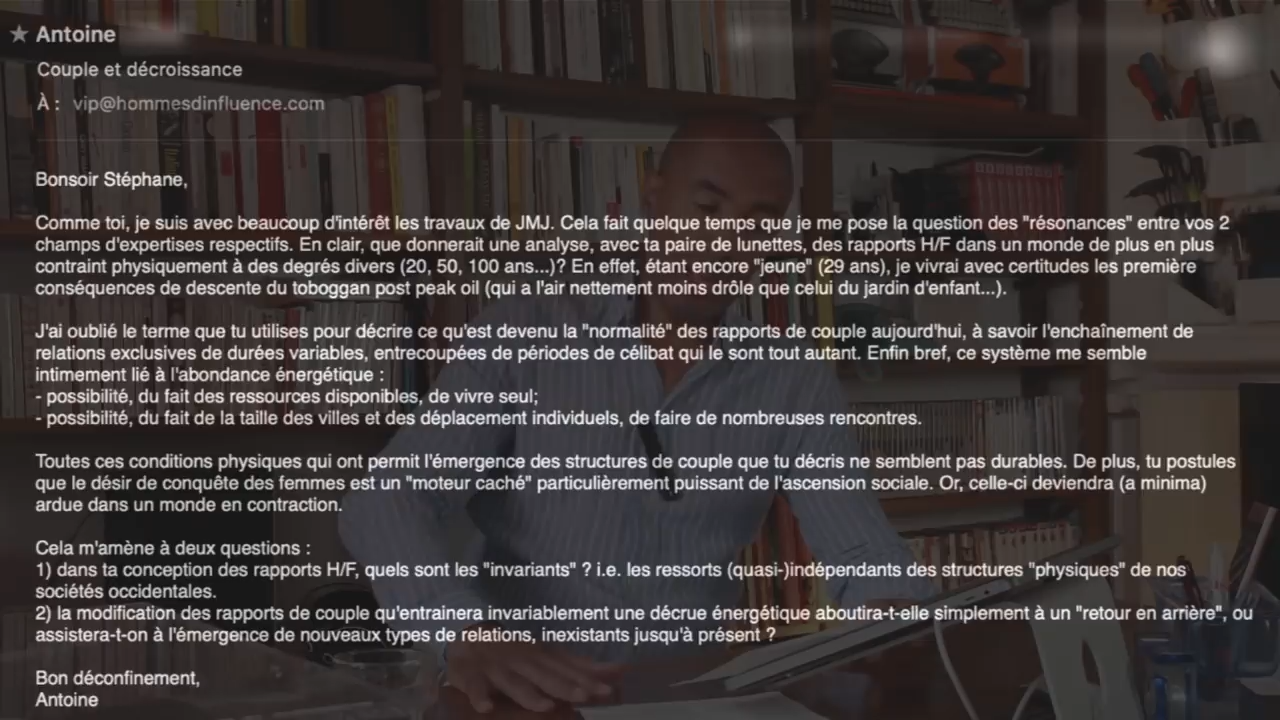 ★ Antoine
Couple et décroissance
À : vip@hommesdinfluence.com
Bonsoir Stéphane,
Comme toi, je suis avec beaucoup d'intérêt les travaux de JMJ. Cela fait quelque temps que je me pose la question des "résonances" entre vos 2
champs d'expertises respectifs. En clair, que donnerait une analyse, avec ta paire de lunettes, des rapports H/F dans un monde de plus en plus
contraint physiquement à des degrés divers (20, 50, 100 ans...)? En effet, étant encore "jeune" (29 ans), je vivrai avec certitudes les première
conséquences de descente du toboggan post peak oil (qui a l'air nettement moins drôle que celui du jardin d'enfant...).
J'ai oublié le terme que tu utilises pour décrire ce qu'est devenu la "normalité" des rapports de couple aujourd'hui, à savoir l'enchaînement de
relations exclusives de durées variables, entrecoupées de périodes de célibat qui le sont tout autant. Enfin bref, ce système me semble
intimement lié à l'abondance énergétique :
- possibilité, du fait des ressources disponibles, de vivre seul;
- possibilité, du fait de la taille des villes et des déplacement individuels, de faire de nombreuses rencontres.
Toutes ces conditions physiques qui ont permit l'émergence des structures de couple que tu décris ne semblent pas durables. De plus, tu postules
que le désir de conquête des femmes est un "moteur caché" particulièrement puissant de l'ascension sociale. Or, celle-ci deviendra (a minima)
ardue dans un monde en contraction.
Cela m'amène à deux questions :
1) dans ta conception des rapports H/F, quels sont les "invariants" ? i.e. les ressorts (quasi-)indépendants des structures "physiques" de nos
sociétés occidentales.
2) la modification des rapports de couple qu'entrainera invariablement une décrue énergétique aboutira-t-elle simplement à un "retour en arrière", ou
assistera-t-on à l'émergence de nouveaux types de relations, inexistants jusqu'à présent ?
Bon déconfinement,
Antoine